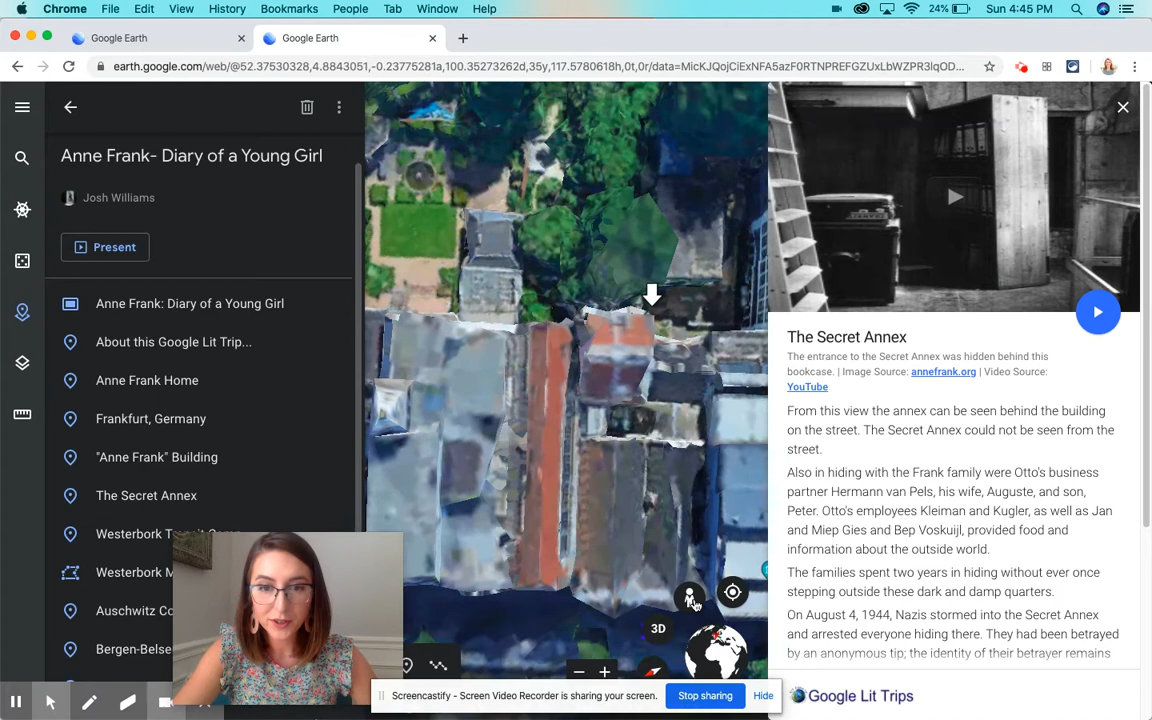 Chrome File Edit View History Bookmarks People Tab Window Help
24% Sun 4:45 PM
Google Earth
Google Earth
earth.google.com/web/@52.37530328,4.8843051,-0.23775281a,100.35273262d,35y,117.5780618h,0t,0r/data=MicKJQojCiExNFA5azF0RTNPREFGZUxLbWZPR3lqOD...
Anne Frank- Diary of a Young Girl
Josh Williams
Present
Anne Frank: Diary of a Young Girl
About this Google Lit Trip...
Anne Frank Home
Frankfurt, Germany
"Anne Frank" Building
The Secret Annex
Westerbork
Westerbork M
Auschwitz Co
Bergen-Belse
3D
Screencastify - Screen Video Recorder is sharing your screen.
Stop sharing
Hide
The Secret Annex
The entrance to the Secret Annex was hidden behind this
bookcase. | Image Source: annefrank.org | Video Source:
YouTube
From this view the annex can be seen behind the building
on the street. The Secret Annex could not be seen from the
street.
Also in hiding with the Frank family were Otto's business
partner Hermann van Pels, his wife, Auguste, and son,
Peter. Otto's employees Kleiman and Kugler, as well as Jan
and Miep Gies and Bep Voskuijl, provided food and
information about the outside world.
The families spent two years in hiding without ever once
stepping outside these dark and damp quarters.
On August 4, 1944, Nazis stormed into the Secret Annex
and arrested everyone hiding there. They had been betrayed
by an anonymous tip; the identity of their betrayer remains
Google Lit Trips